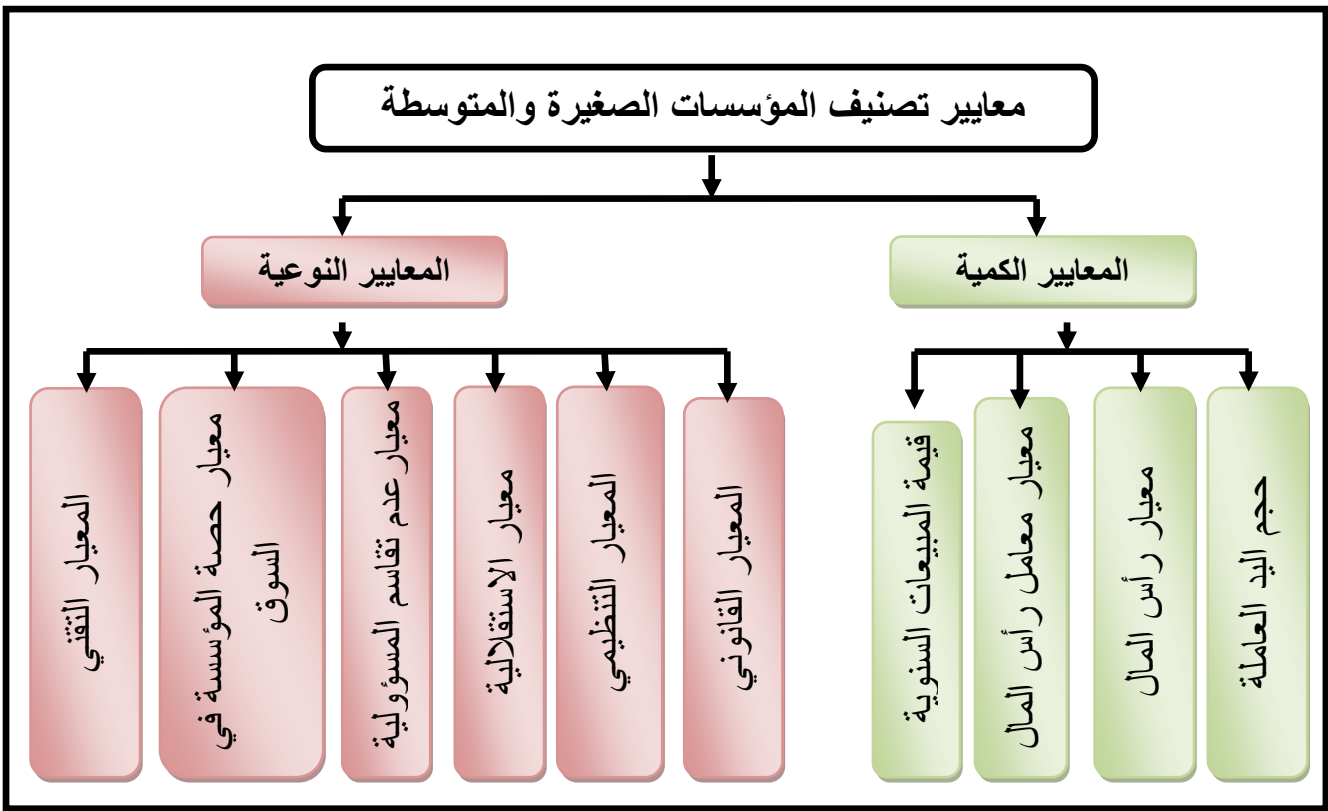 معايير تصنيف المؤسسات الصغيرة والمتوسطة
المعايير الكمية
المعايير النوعية
حجم اليد العاملة
معيار رأس المال
معيار معامل رأس المال
قيمة المبيعات السنوية
المعيار القانوني
المعيار التنظيمي
معيار الاستقلالية
معيار عدم تقاسم المسؤولية
معيار حصة المؤسسة في
السوق
المعيار التقني